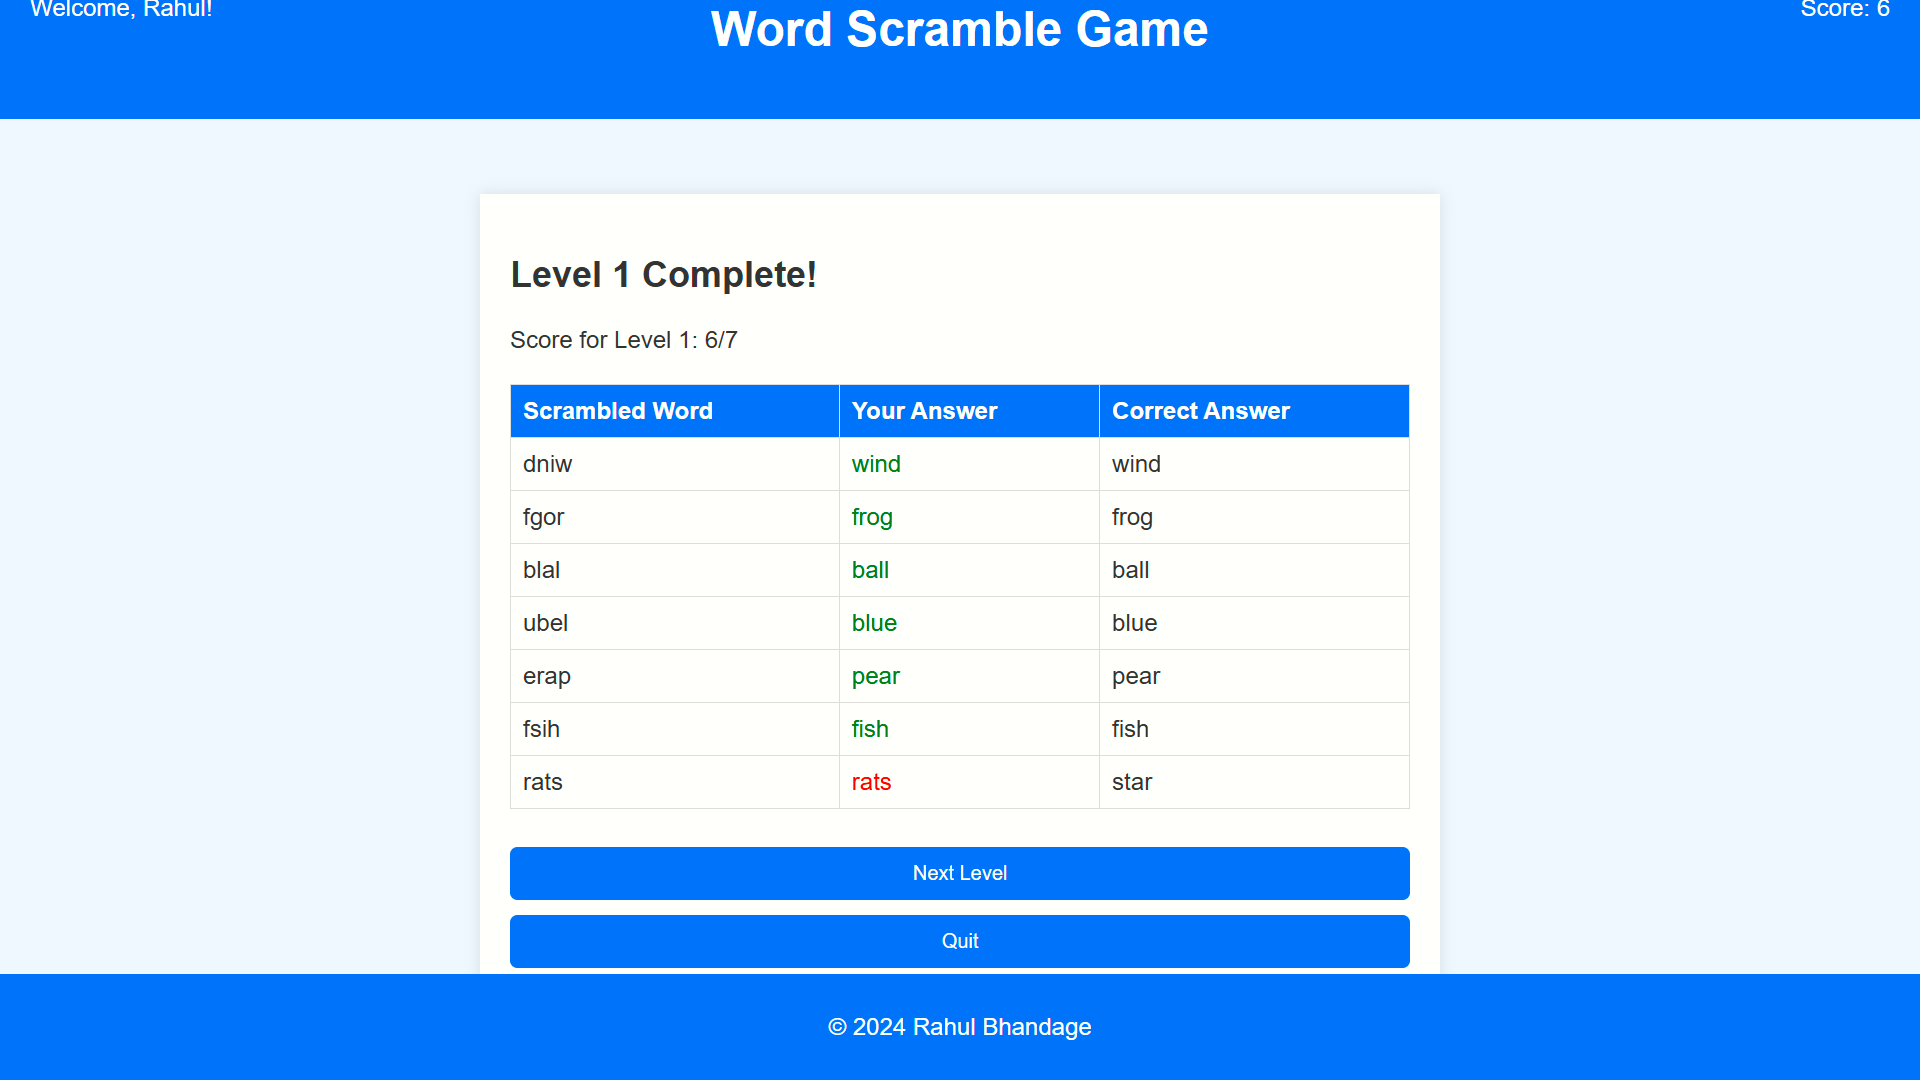 Welcome, Rahul!
Word Scramble Game
Score: 6
Level 1 Complete!
Score for Level 1: 6/7
Scrambled Word Your Answer Correct Answer
dniw wind wind
fgor frog frog
blal ball ball
ubel blue blue
erap pear pear
fsih fish fish
rats rats star
Next Level
Quit
© 2024 Rahul Bhandage